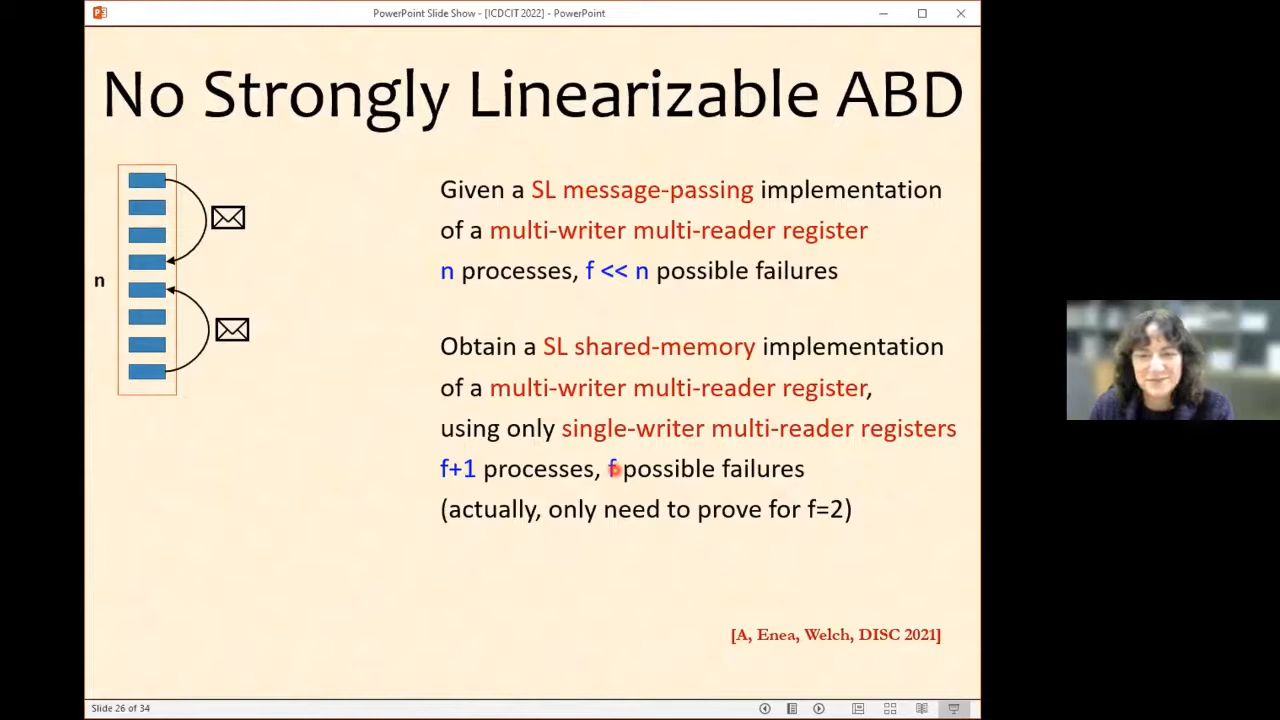 PowerPoint Slide Show - [ICDCIT 2022] - PowerPoint
No Strongly Linearizable ABD
n
Given a SL message-passing implementation
of a multi-writer multi-reader register
n processes, f << n possible failures
Obtain a SL shared-memory implementation
of a multi-writer multi-reader register,
using only single-writer multi-reader registers
f+1 processes, f possible failures
(actually, only need to prove for f=2)
[A, Enea, Welch, DISC 2021]
Slide 26 of 34